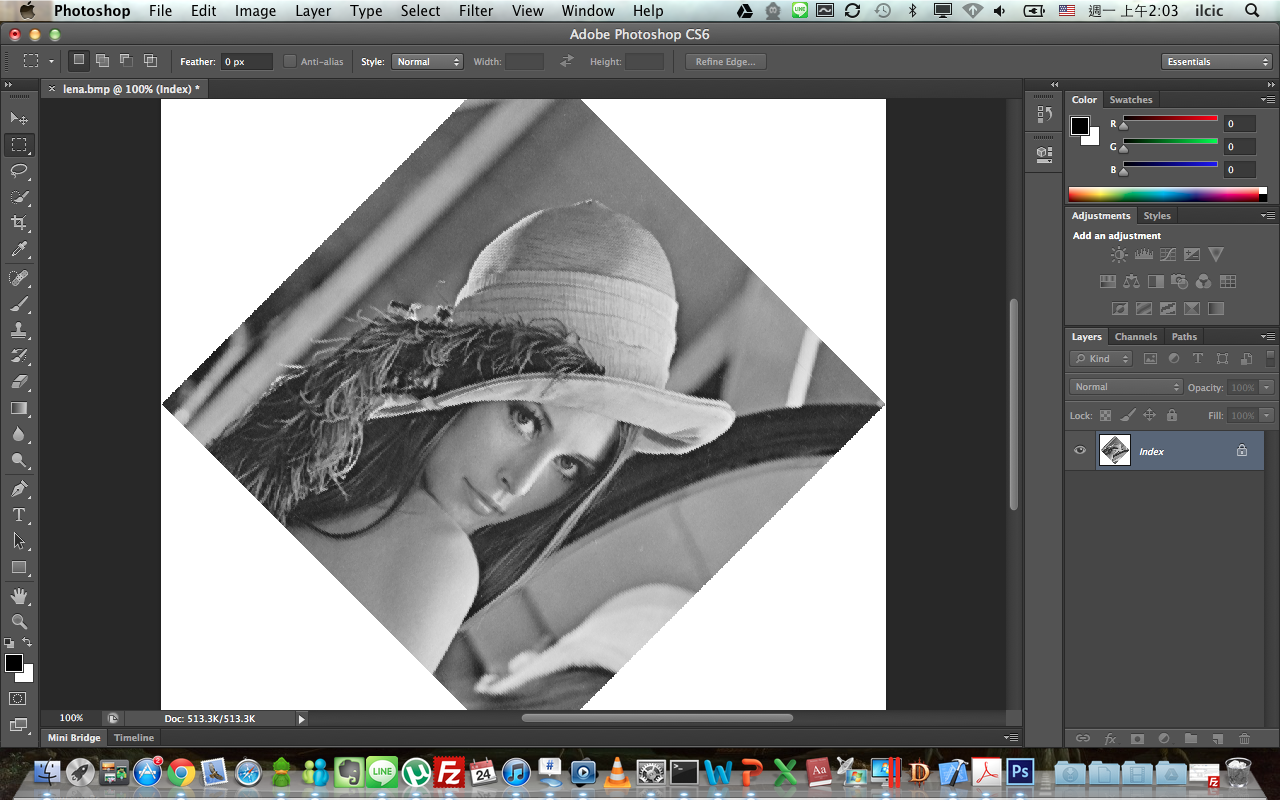 Photoshop File Edit Image Layer Type Select Filter View Window Help 週一 上午2:03 ilcic
Adobe Photoshop CS6
Feather: 0 px Anti-alias Style: Normal Width: Height: Refine Edge... Essentials
lena.bmp @ 100% (Index) *
Color Swatches
R 0
G 0
B 0
Adjustments Styles
Add an adjustment
Layers Channels Paths
Kind
Normal Opacity: 100%
Lock: Fill: 100%
Index
100% Doc: 513.3K/513.3K
Mini Bridge Timeline